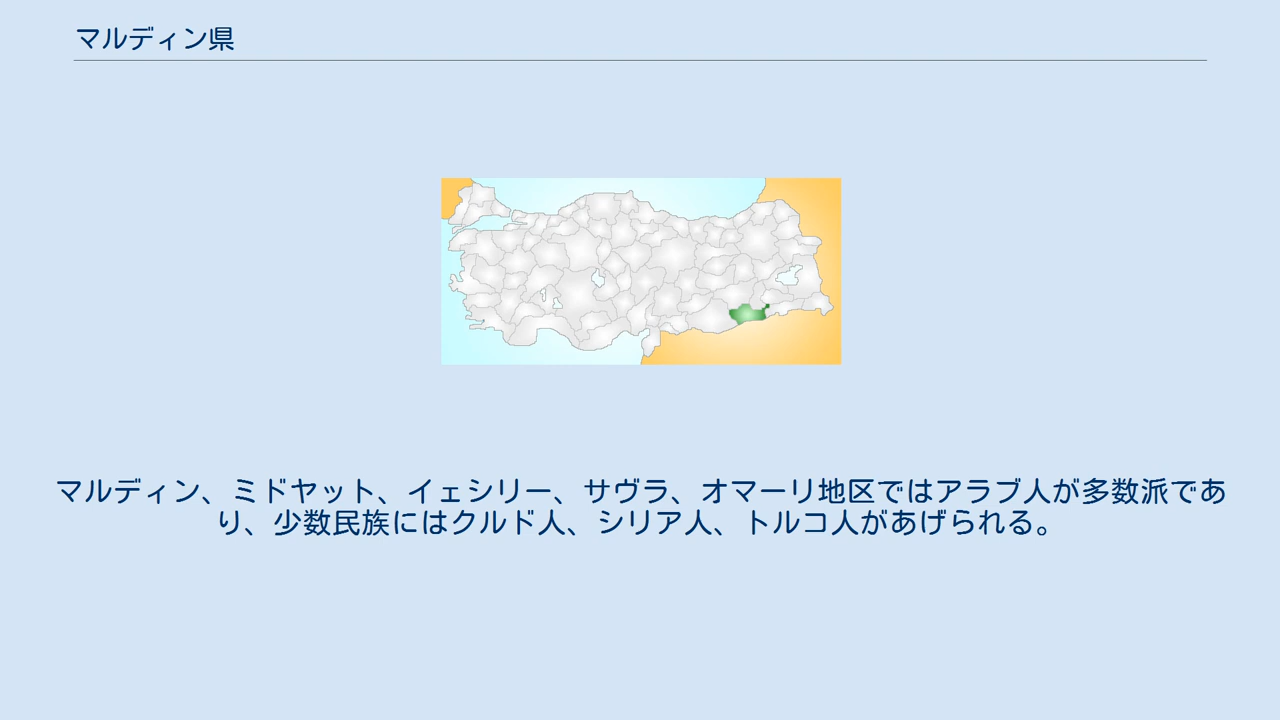 マルディン県
マルディン、ミドヤット、イェシリー、サヴラ、オマーリ地区ではアラブ人が多数派であ
り、少数民族にはクルド人、シリア人、トルコ人があげられる。